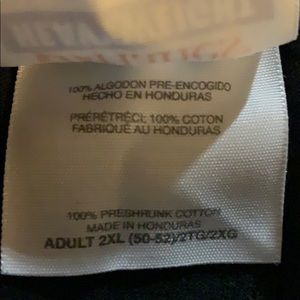 100% ALGODON PRE-ENCOGIDO
HECHO EN HONDURAS
PRÉRÉTRÉCI: 100% COTON
FABRIQUÉ AU HONDURAS
100% PRESHRUNK COTTON
MADE IN HONDURAS
ADULT 2XL (50-52)/2TG/2XG